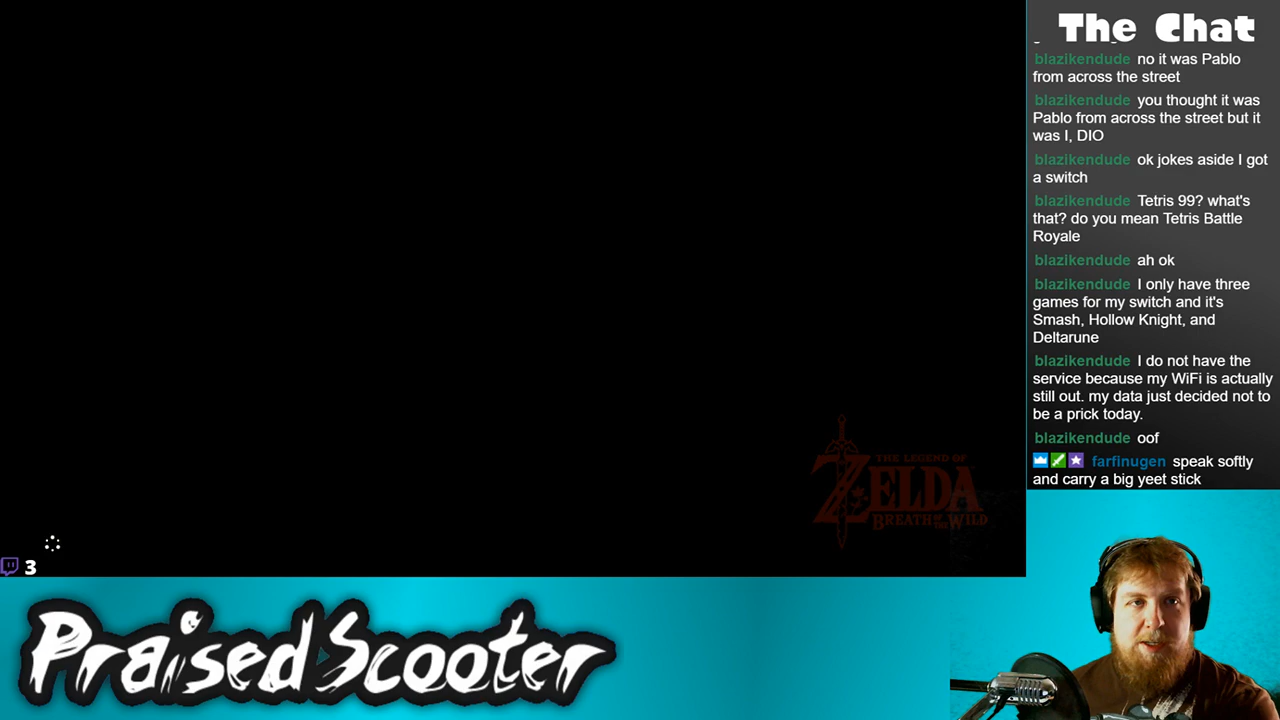 The Chat
blazikendude no it was Pablo
from across the street
blazikendude you thought it was
Pablo from across the street but it
was I, DIO
blazikendude ok jokes aside I got
a switch
blazikendude Tetris 99? what's
that? do you mean Tetris Battle
Royale
blazikendude ah ok
blazikendude I only have three
games for my switch and it's
Smash, Hollow Knight, and
Deltarune
blazikendude I do not have the
service because my WiFi is actually
still out. my data just decided not to
be a prick today.
blazikendude oof
farfinugen speak softly
and carry a big yeet stick
THE LEGEND OF
ZELDA
BREATH OF THE WILD
3
PraisedScooter